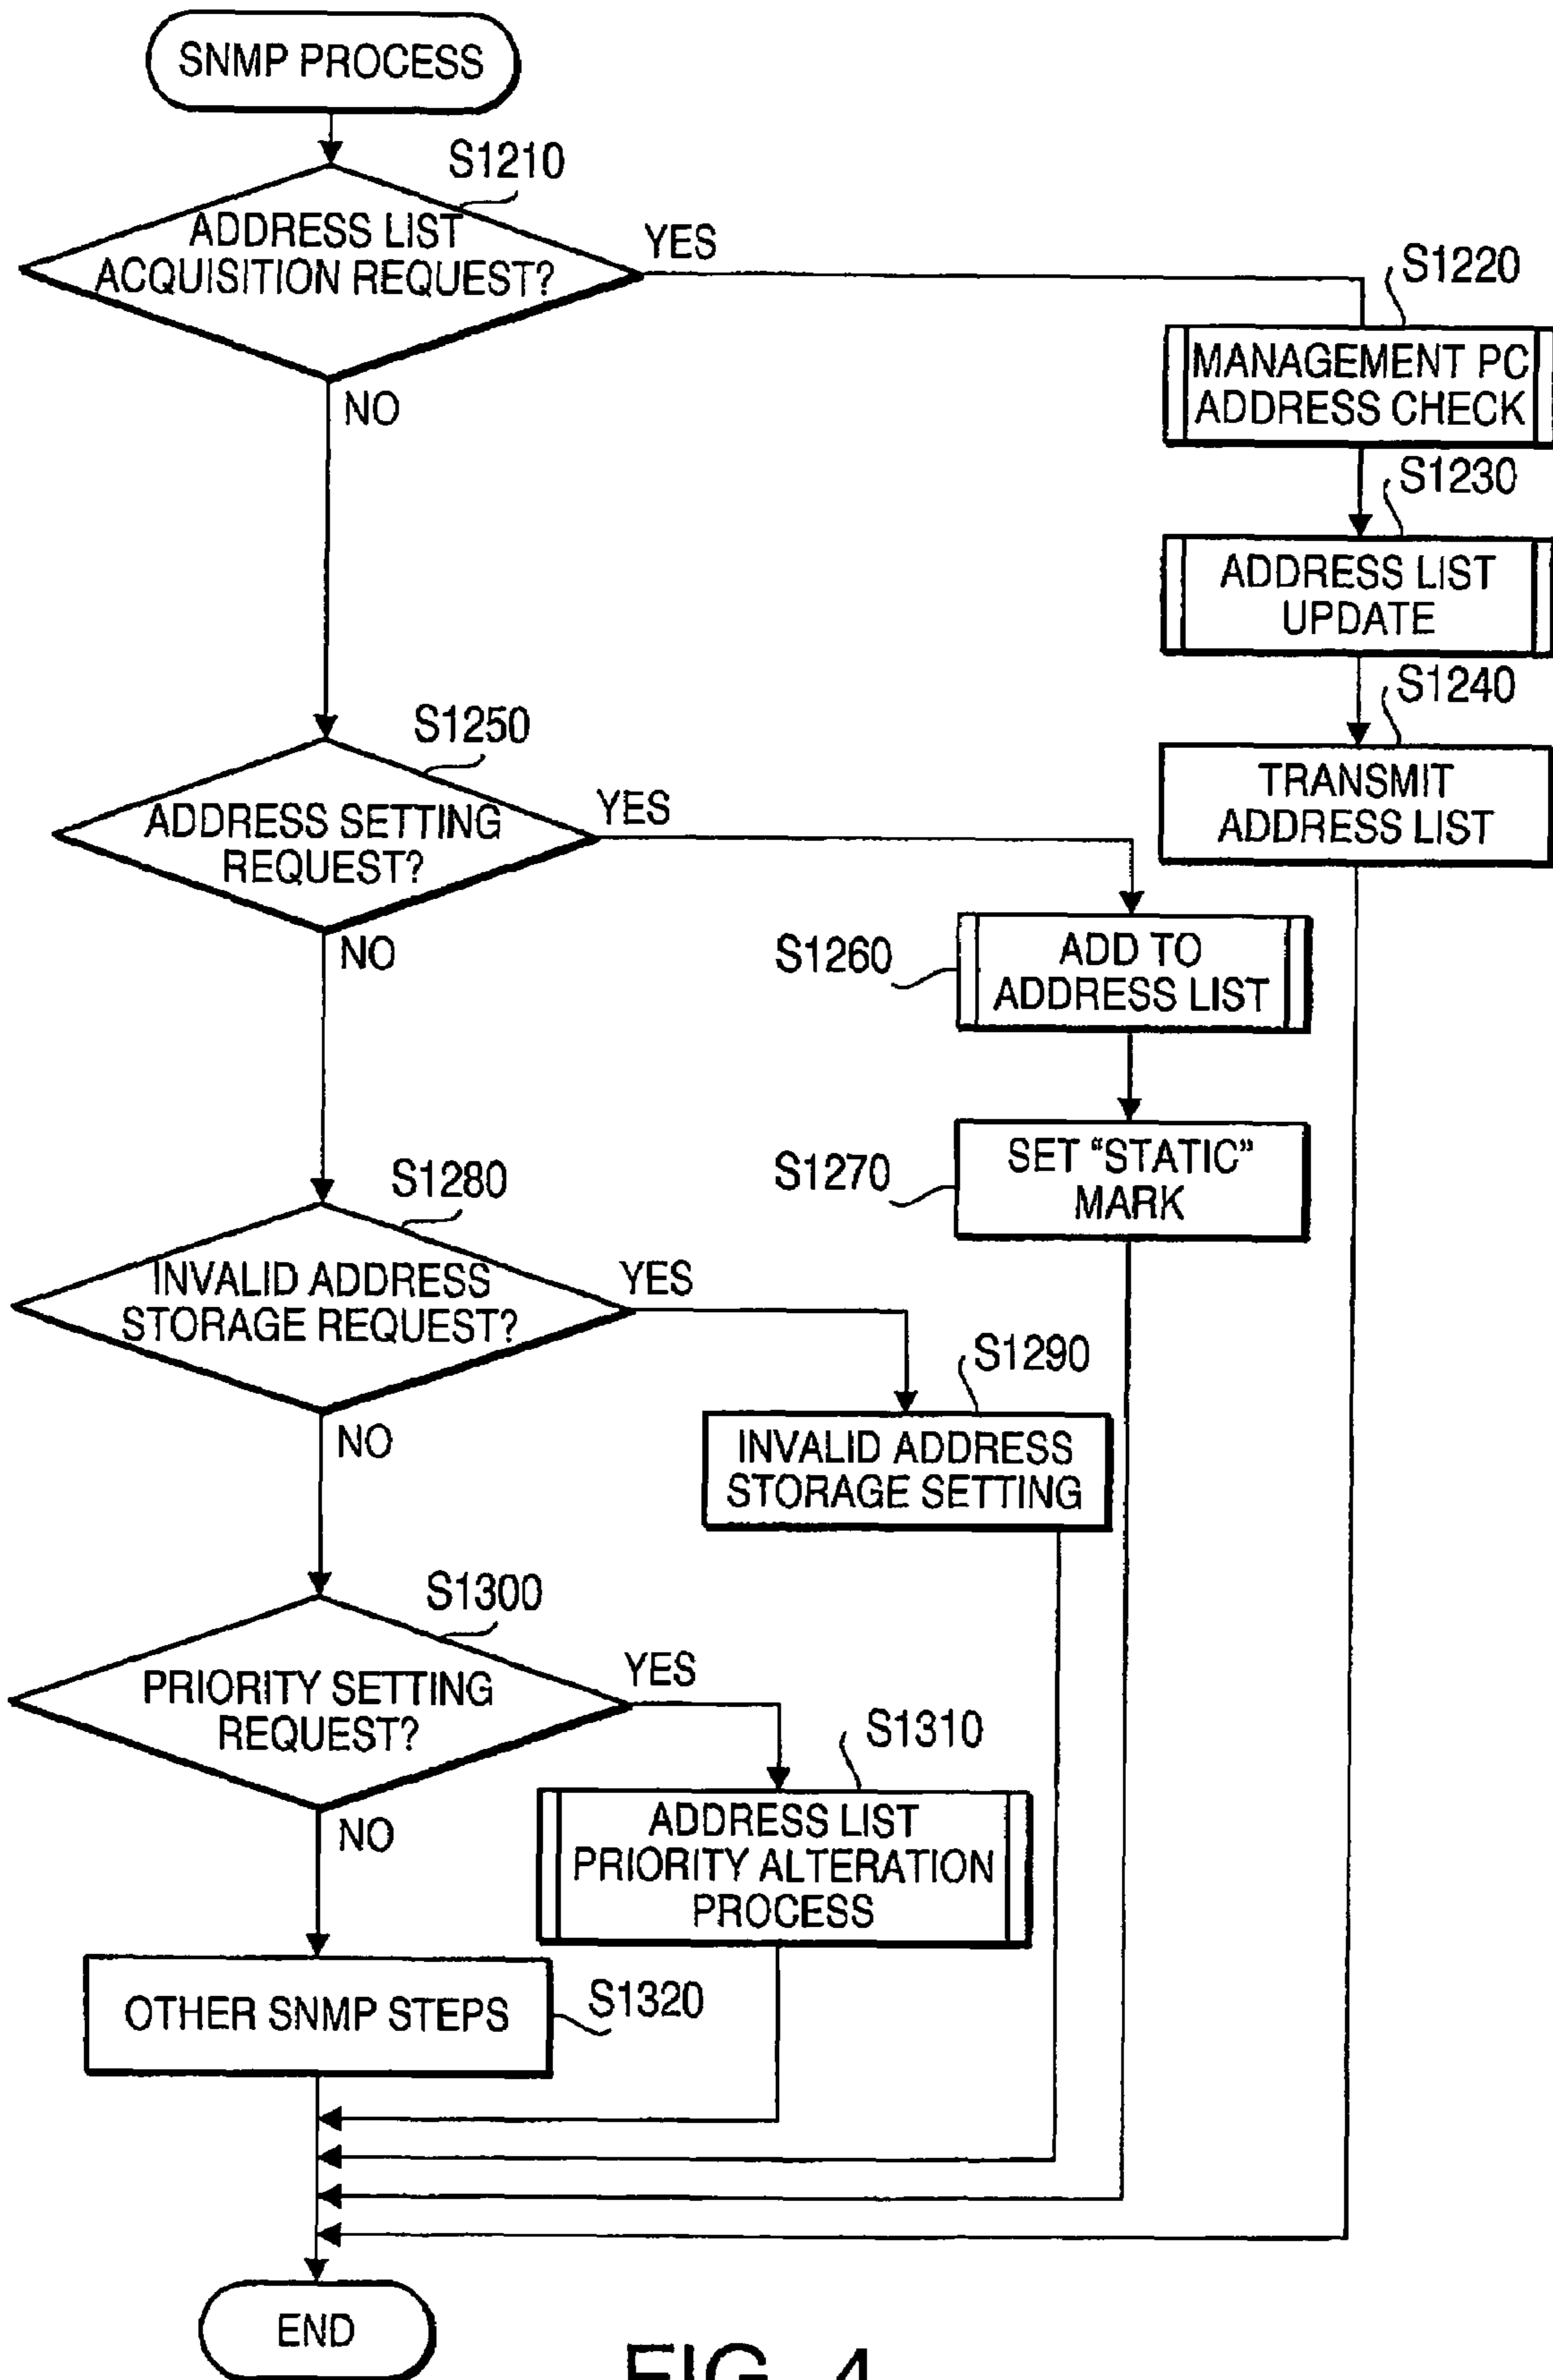 SNMP PROCESS
S1210
ADDRESS LIST
ACQUISITION REQUEST?
YES
NO
S1220
MANAGEMENT PC
ADDRESS CHECK
S1230
ADDRESS LIST
UPDATE
S1240
TRANSMIT
ADDRESS LIST
S1250
ADDRESS SETTING
REQUEST?
YES
NO
S1260
ADD TO
ADDRESS LIST
S1270
SET “STATIC”
MARK
S1280
INVALID ADDRESS
STORAGE REQUEST?
YES
NO
S1290
INVALID ADDRESS
STORAGE SETTING
S1300
PRIORITY SETTING
REQUEST?
YES
NO
S1310
ADDRESS LIST
PRIORITY ALTERATION
PROCESS
OTHER SNMP STEPS
S1320
END
FIG. 4